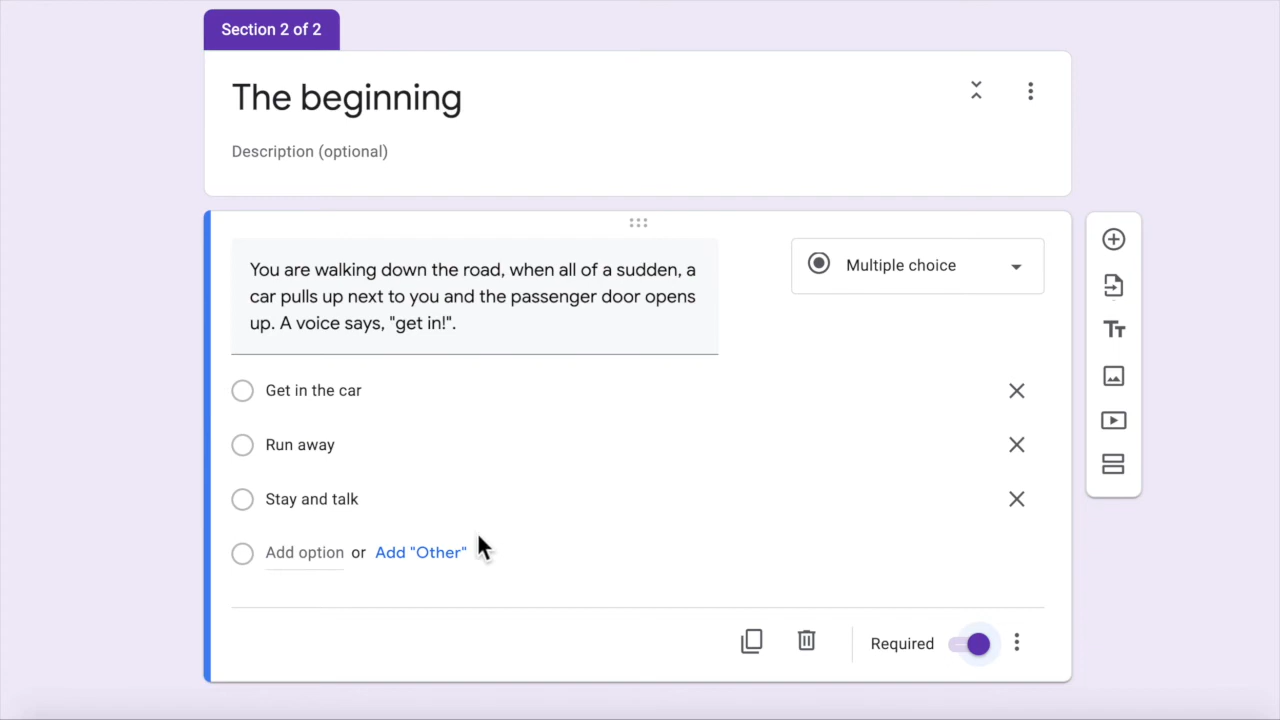 Section 2 of 2
The beginning
Description (optional)
You are walking down the road, when all of a sudden, a
car pulls up next to you and the passenger door opens
up. A voice says, "get in!".
Multiple choice
Get in the car
Run away
Stay and talk
Add option or Add "Other"
Required